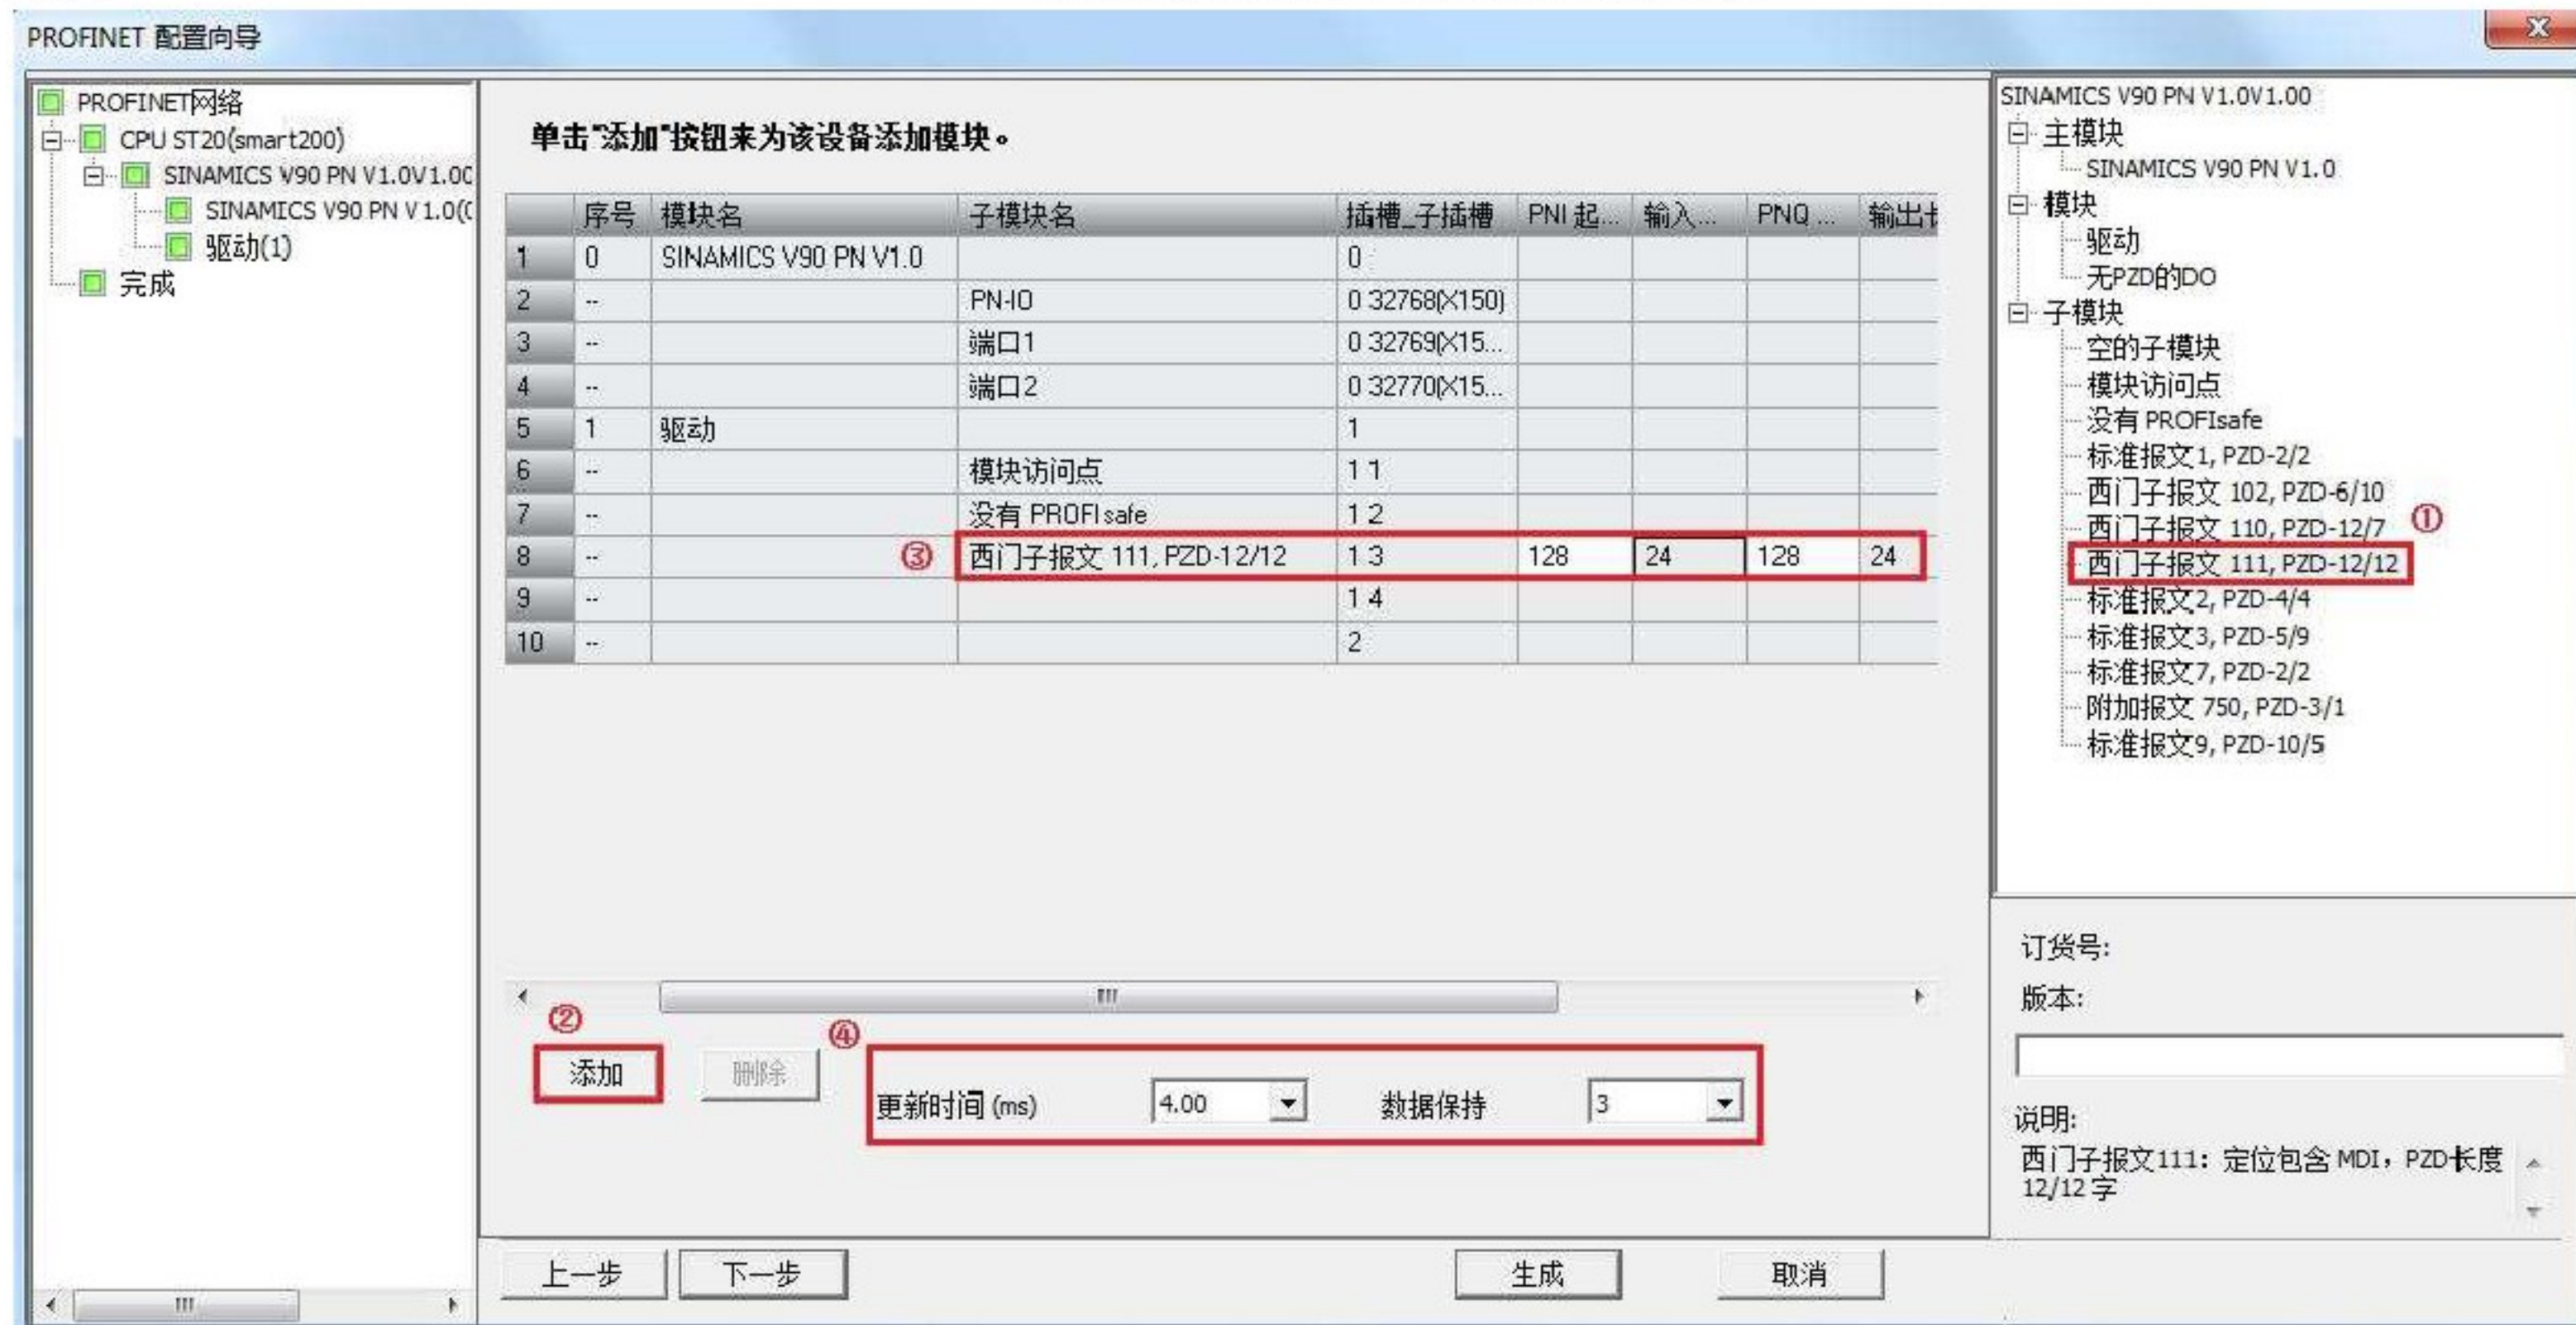 PROFINET 配置向导
PROFINET网络
CPU ST20(smart200)
SINAMICS V90 PN V1.0V1.00
SINAMICS V90 PN V1.0(
驱动(1)
完成
单击"添加"按钮来为该设备添加模块。
序号 模块名 子模块名 插槽_子插槽 PNI 起... 输入... PNQ ... 输出
1 0 SINAMICS V90 PN V1.0 0
2 -- PN-IO 0 32768(X150)
3 -- 端口1 0 32769(X15...
4 -- 端口2 0 32770(X15...
5 1 驱动 1
6 -- 模块访问点 1 1
7 -- 没有 PROFIsafe 1 2
8 -- ③ 西门子报文 111, PZD-12/12 1 3 128 24 128 24
9 -- 1 4
10 -- 2
② ④
添加 删除
更新时间 (ms) 4.00 数据保持 3
上一步 下一步 生成 取消
SINAMICS V90 PN V1.0V1.00
主模块
SINAMICS V90 PN V1.0
模块
驱动
无PZD的DO
子模块
空的子模块
模块访问点
没有 PROFIsafe
标准报文1, PZD-2/2
西门子报文 102, PZD-6/10
西门子报文 110, PZD-12/7 ①
西门子报文 111, PZD-12/12
标准报文2, PZD-4/4
标准报文3, PZD-5/9
标准报文7, PZD-2/2
附加报文 750, PZD-3/1
标准报文9, PZD-10/5
订货号:
版本:
说明:
西门子报文111：定位包含 MDI，PZD长度
12/12 字